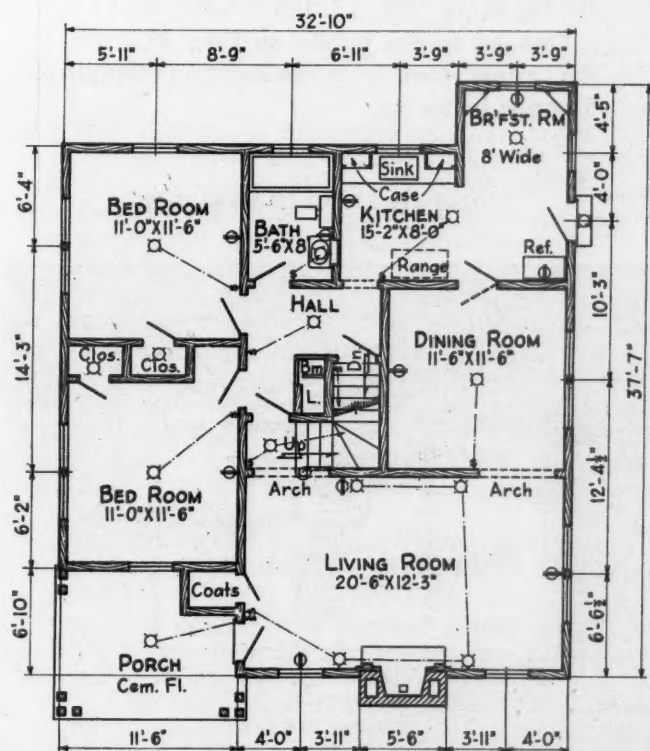 32'-10"
5'-11" 8'-9" 6'-11" 3'-9" 3'-9" 3'-9"
BR'F'ST. RM
8' Wide
4'-5"
Sink
Case
4'-0"
6'-4"
BED ROOM
11'-0"X11'-6"
BATH
5'-6"X8
KITCHEN
15'-2"X8'-0"
Range
Ref.
HALL
10'-3"
DINING ROOM
11'-6"X11'-6"
37'-7"
Clos.
Clos.
14'-3"
Bm
L.
Dn
Up
Arch
Arch
12'-4½"
BED ROOM
11'-0"X11'-6"
6'-2"
LIVING ROOM
20'-6"X12'-3"
Coats
6'-10"
6'-6½"
PORCH
Cem. Fl.
11'-6" 4'-0" 3'-11" 5'-6" 3'-11" 4'-0"